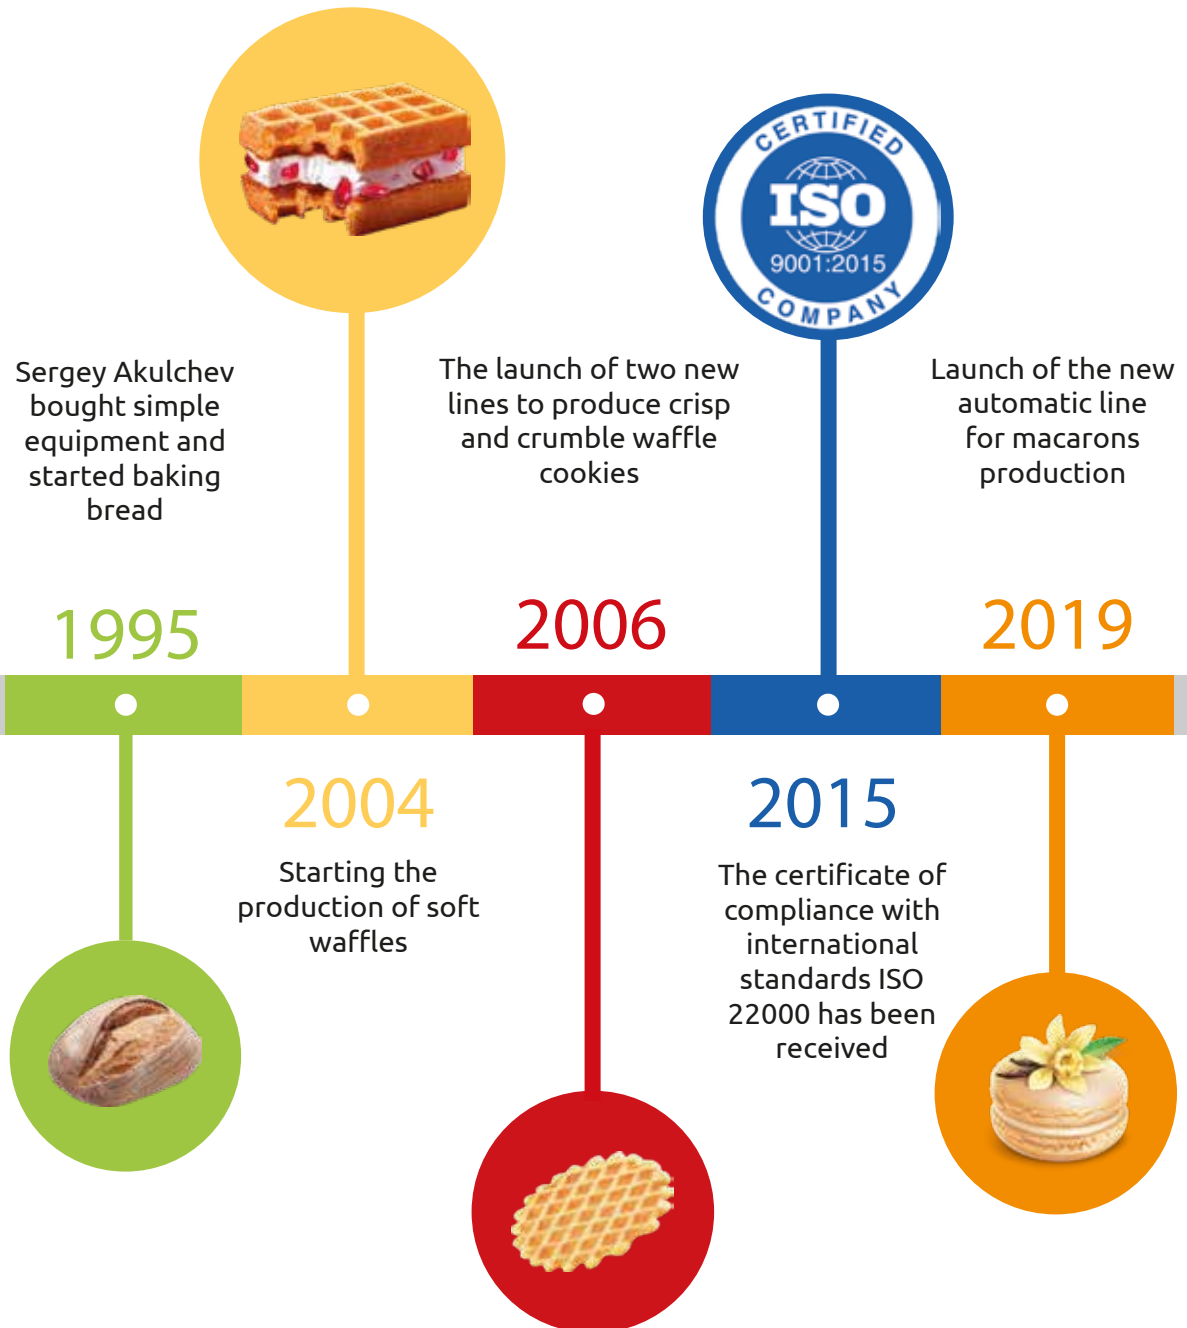 CERTIFIED
ISO
9001:2015
COMPANY
Sergey Akulchev
bought simple
equipment and
started baking
bread
1995
2004
Starting the
production of soft
waffles
The launch of two new
lines to produce crisp
and crumble waffle
cookies
2006
2015
The certificate of
compliance with
international
standards ISO
22000 has been
received
Launch of the new
automatic line
for macarons
production
2019